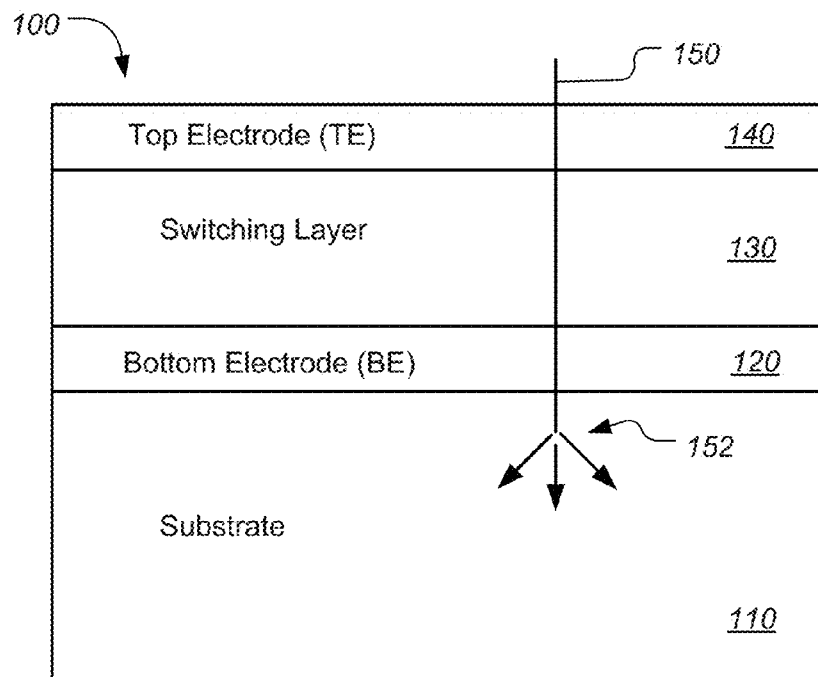 100
150
Top Electrode (TE) 140
Switching Layer
130
Bottom Electrode (BE) 120
152
Substrate
110